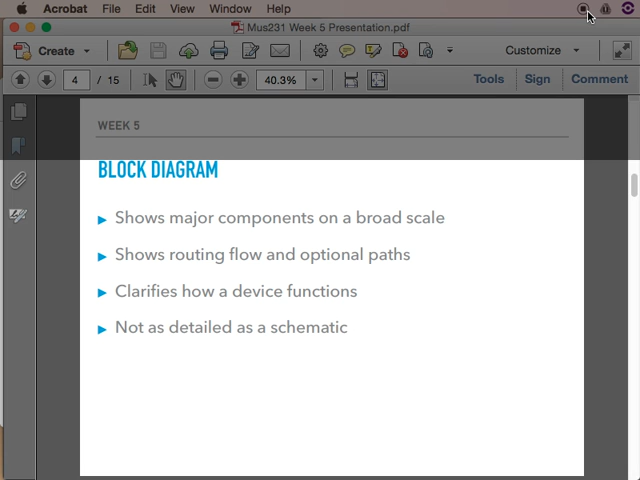 Acrobat File Edit View Window Help
Mus231 Week 5 Presentation.pdf
Create Customize
4 / 15 40.3% Tools Sign Comment
WEEK 5
BLOCK DIAGRAM
Shows major components on a broad scale
Shows routing flow and optional paths
Clarifies how a device functions
Not as detailed as a schematic